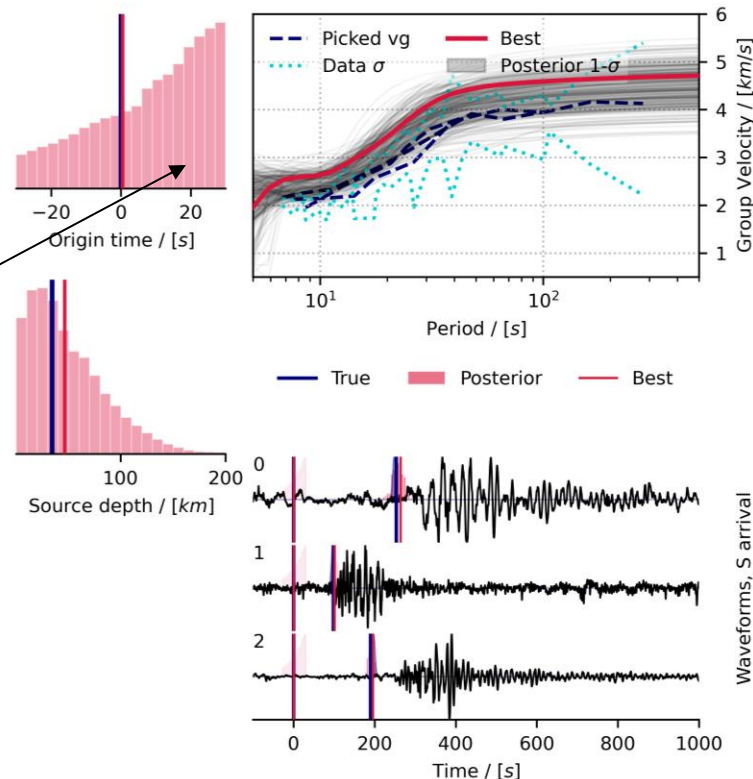 −20 0 20
Origin time / [s]
Picked vg
Data σ
Best
Posterior 1-σ
6
5
4
3
2
1
Group Velocity / [km/s]
10¹ 10²
Period / [s]
100 200
Source depth / [km]
True Posterior Best
0
1
2
Waveforms, S arrival
0 200 400 600 800 1000
Time / [s]